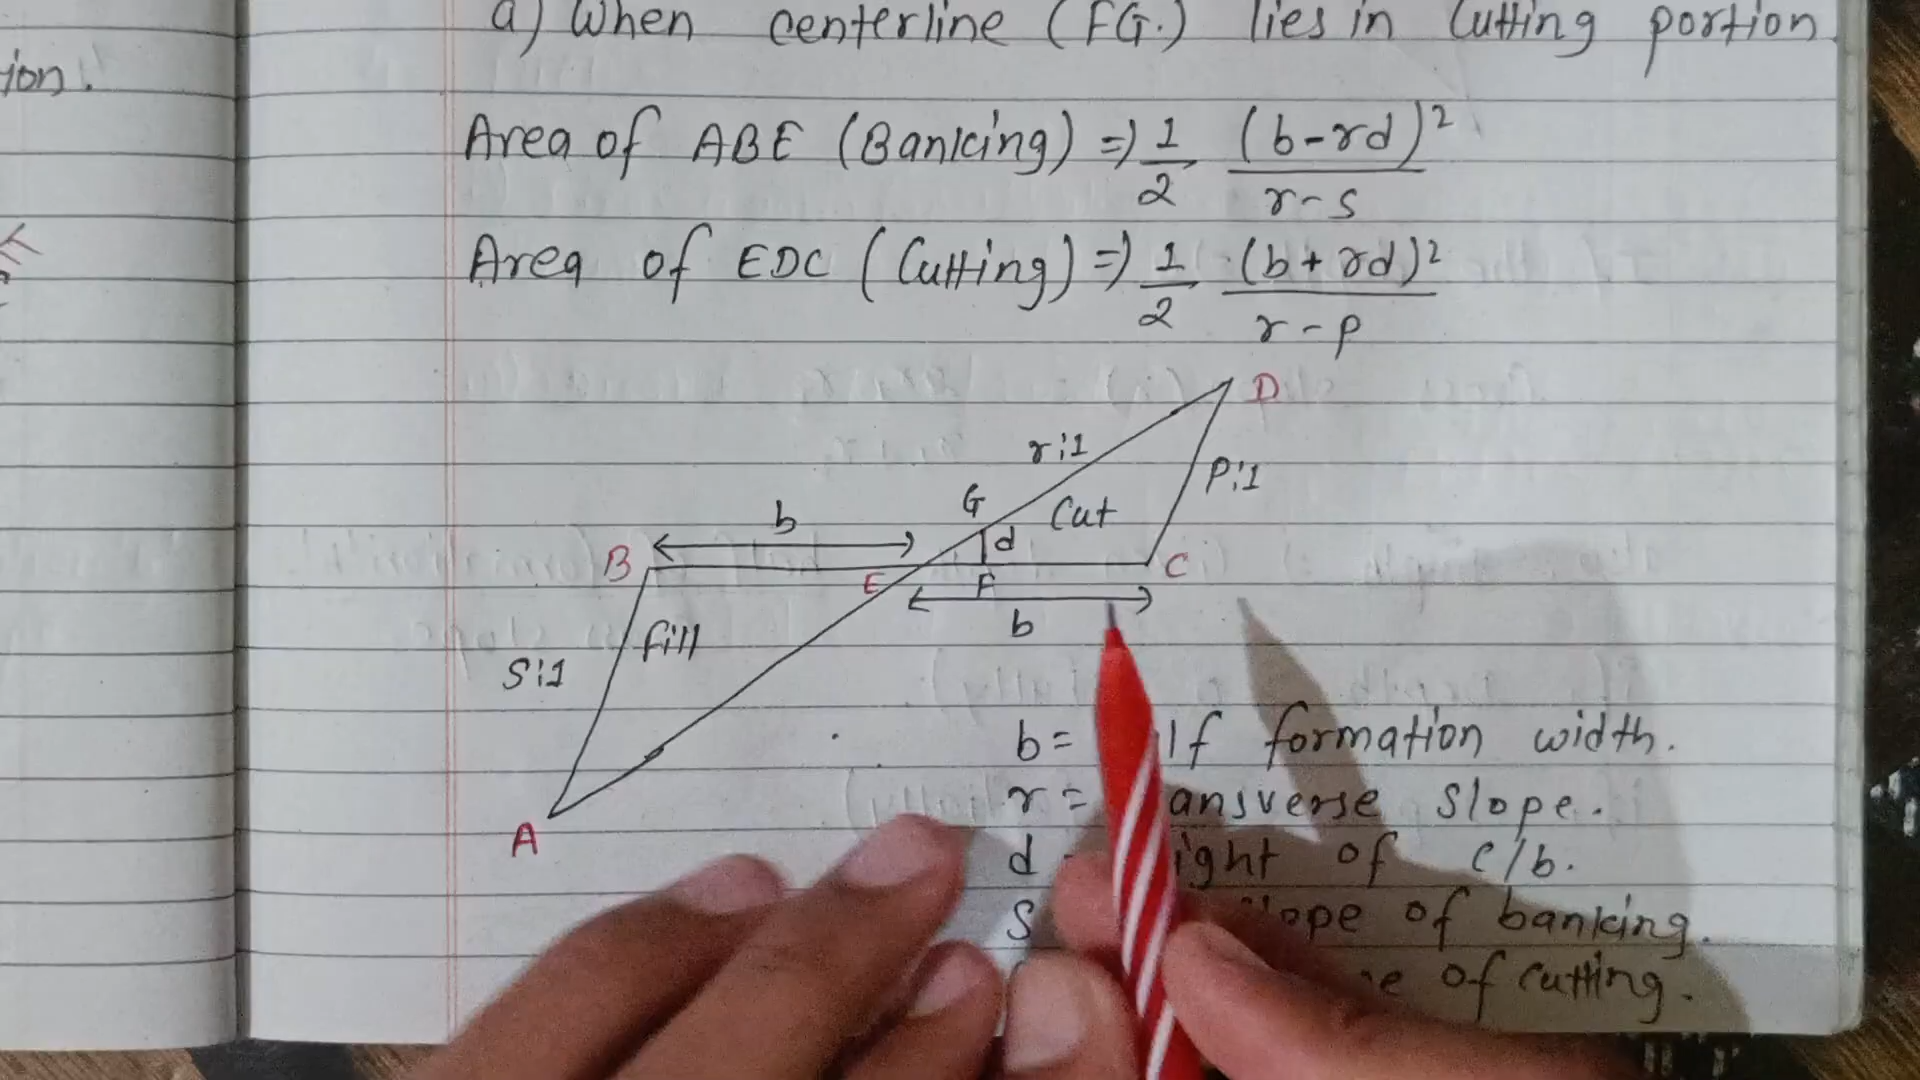 ion.
a) When centerline (FG.) lies in Cutting portion.
Area of ABE (Banking) => 1/2 (b-rd)²/r-s
Area of EDC (Cutting) => 1/2 (b+rd)²/r-p
D
r:1
P:1
G
Cut
b
d
B
E
F
C
b
fill
S:1
A
b = lf formation width.
r = ansverse Slope.
d ight of C/b.
S ope of banking.
e of cutting.